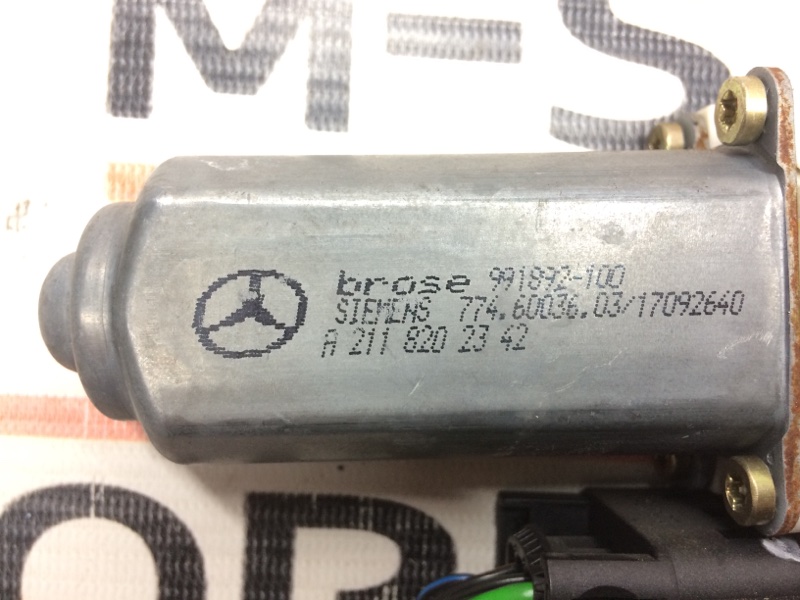 M-S
brose 991892-100
SIEMENS 774.60036.03/17092640
A 211 820 23 42